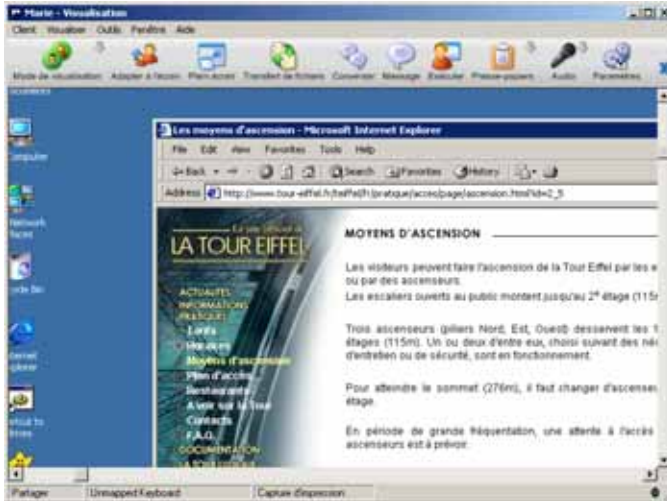 Marie - Visualisation
Client Visualiser Outils Fenêtre Aide
Mode de visualisation Adapter à l'écran Plein écran Transfert de fichiers Conversor Message Exécuter Presse-papiers Audio Paramètres
Computer
Network
Les moyens d'ascension - Microsoft Internet Explorer
File Edit View Favorites Tools Help
Back Search Favorites History
Address http://www.tour-eiffel.fr/teiffel/fr/pratique/acces/page/ascension.html?id=2_5
LA TOUR EIFFEL
ACTUALITES
INFORMATIONS
PRATIQUES
Tarifs
Horaires
Moyens d'ascension
Plan d'accès
Restaurants
A voir sur la Tour
Contacts
F.A.Q.
DOCUMENTATION
MOYENS D'ASCENSION
Les visiteurs peuvent faire l'ascension de la Tour Eiffel par les e
ou par des ascenseurs.
Les escaliers ouverts au public montent jusqu'au 2e étage (115m
Trois ascenseurs (piliers Nord, Est, Ouest) desservent les 1
étages (115m). Un ou deux d'entre eux, choisi suivant des néc
d'entretien ou de sécurité, sont en fonctionnement.
Pour atteindre le sommet (276m), il faut changer d'ascenseu
étage.
En période de grande fréquentation, une attente à l'accès
ascenseurs est à prévoir.
Partager Unmapped Keyboard Capture d'impression